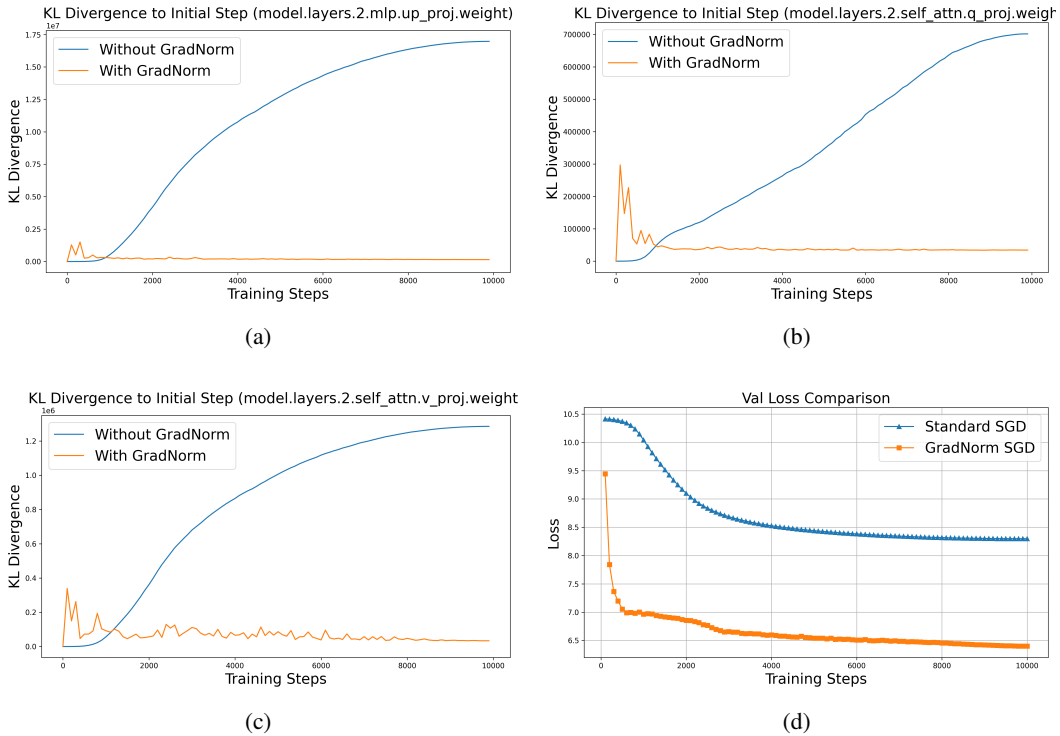 KL Divergence to Initial Step (model.layers.2.mlp.up_proj.weight)
1e7
1.75
1.50
1.25
1.00
0.75
0.50
0.25
0.00
KL Divergence
Without GradNorm
With GradNorm
0 2000 4000 6000 8000 10000
Training Steps
(a)
KL Divergence to Initial Step (model.layers.2.self_attn.q_proj.weigh
700000
600000
500000
400000
300000
200000
100000
0
KL Divergence
Without GradNorm
With GradNorm
0 2000 4000 6000 8000 10000
Training Steps
(b)
KL Divergence to Initial Step (model.layers.2.self_attn.v_proj.weight
1e6
1.2
1.0
0.8
0.6
0.4
0.2
0.0
KL Divergence
Without GradNorm
With GradNorm
0 2000 4000 6000 8000 10000
Training Steps
(c)
Val Loss Comparison
10.5
10.0
9.5
9.0
8.5
8.0
7.5
7.0
6.5
Loss
Standard SGD
GradNorm SGD
0 2000 4000 6000 8000 10000
Training Steps
(d)